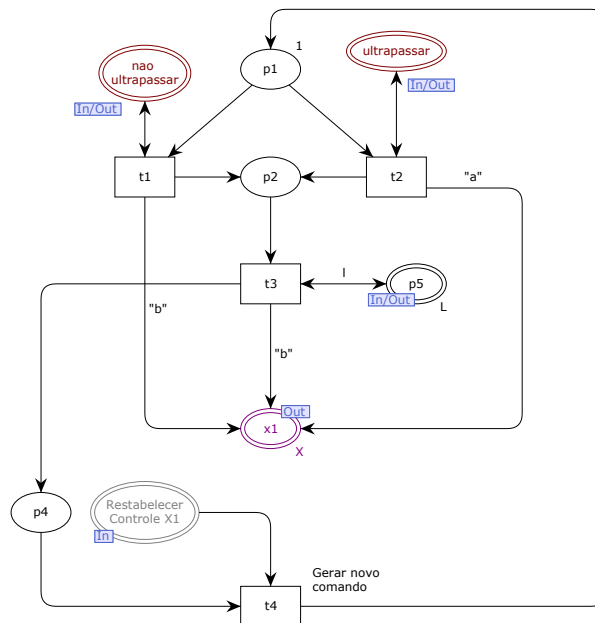 1
p1
nao
ultrapassar
In/Out
ultrapassar
In/Out
t1
p2
t2
"a"
t3
l
p5
In/Out
L
"b"
"b"
Out
x1
X
p4
Restabelecer
Controle X1
In
Gerar novo
comando
t4